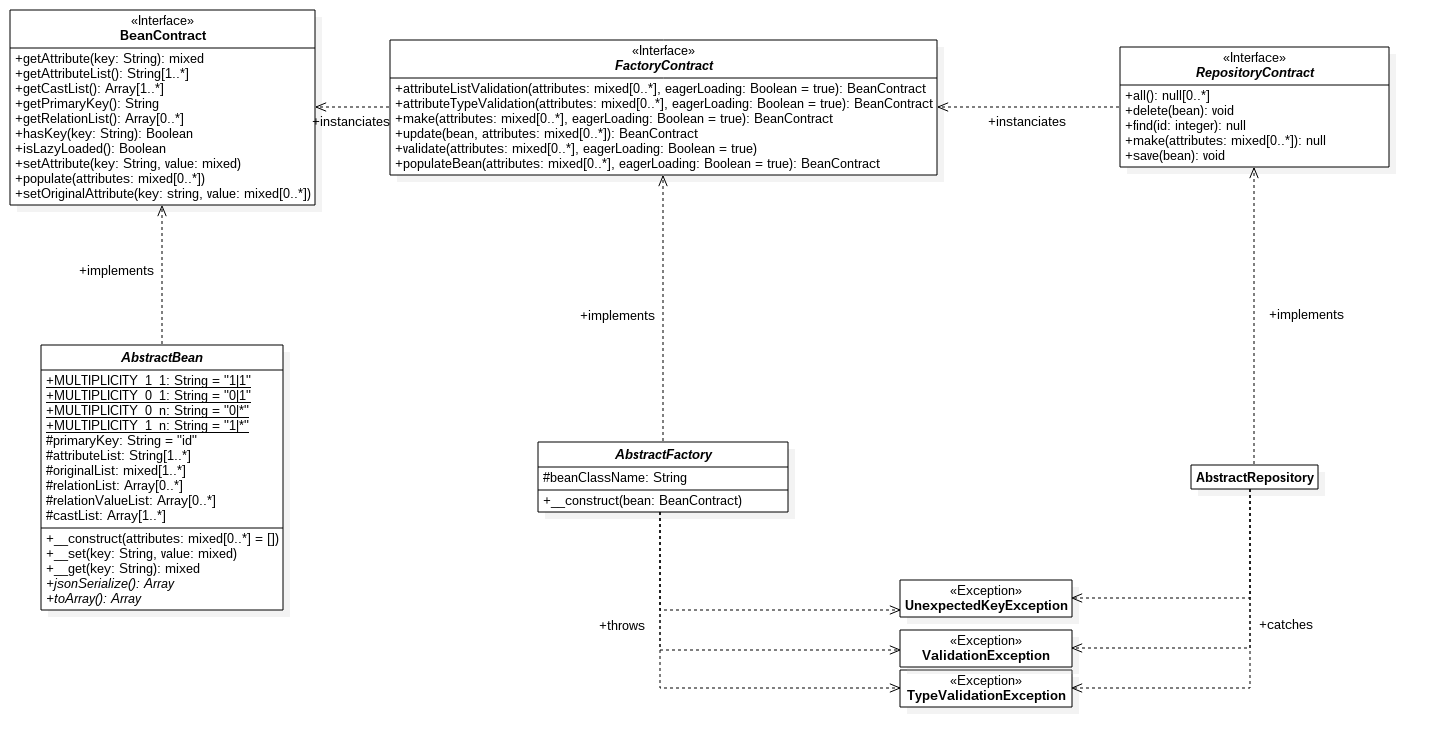 «Interface»
BeanContract
+getAttribute(key: String): mixed
+getAttributeList(): String[1..*]
+getCastList(): Array[1..*]
+getPrimaryKey(): String
+getRelationList(): Array[0..*]
+hasKey(key: String): Boolean
+isLazyLoaded(): Boolean
+setAttribute(key: String, value: mixed)
+populate(attributes: mixed[0..*])
+setOriginalAttribute(key: string, value: mixed[0..*])
+instanciates
«Interface»
FactoryContract
+attributeListValidation(attributes: mixed[0..*], eagerLoading: Boolean = true): BeanContract
+attributeTypeValidation(attributes: mixed[0..*], eagerLoading: Boolean = true): BeanContract
+make(attributes: mixed[0..*], eagerLoading: Boolean = true): BeanContract
+update(bean, attributes: mixed[0..*]): BeanContract
+validate(attributes: mixed[0..*], eagerLoading: Boolean = true)
+populateBean(attributes: mixed[0..*], eagerLoading: Boolean = true): BeanContract
+instanciates
«Interface»
RepositoryContract
+all(): null[0..*]
+delete(bean): void
+find(id: integer): null
+make(attributes: mixed[0..*]): null
+save(bean): void
+implements
+implements
+implements
AbstractBean
+MULTIPLICITY_1_1: String = "1|1"
+MULTIPLICITY_0_1: String = "0|1"
+MULTIPLICITY_0_n: String = "0|*"
+MULTIPLICITY_1_n: String = "1|*"
#primaryKey: String = "id"
#attributeList: String[1..*]
#originalList: mixed[1..*]
#relationList: Array[0..*]
#relationValueList: Array[0..*]
#castList: Array[1..*]
+__construct(attributes: mixed[0..*] = [])
+__set(key: String, value: mixed)
+__get(key: String): mixed
+jsonSerialize(): Array
+toArray(): Array
AbstractFactory
#beanClassName: String
+__construct(bean: BeanContract)
AbstractRepository
+throws
«Exception»
UnexpectedKeyException
«Exception»
ValidationException
«Exception»
TypeValidationException
+catches